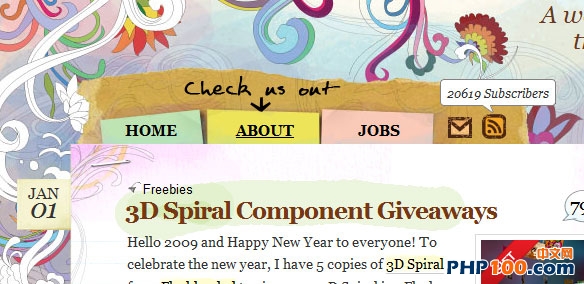 A w
t
Check us out
20619 Subscribers
HOME ABOUT JOBS
JAN
01
Freebies
3D Spiral Component Giveaways
79
Hello 2009 and Happy New Year to everyone! To
celebrate the new year, I have 5 copies of 3D Spiral
中文网
PHP100.com